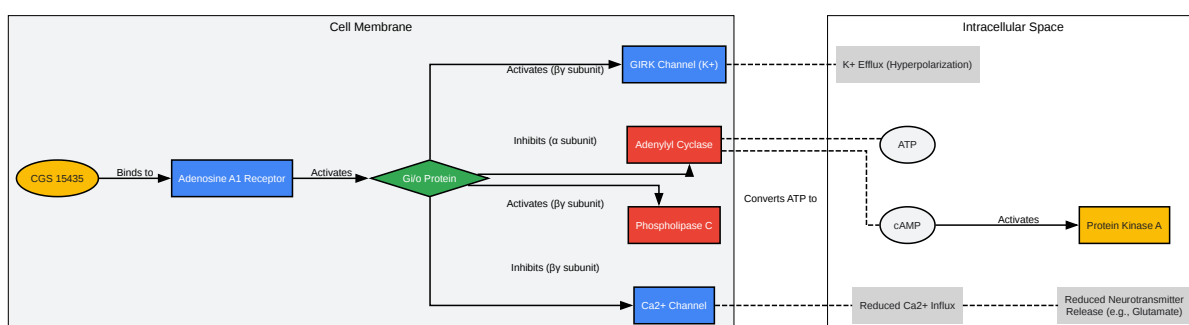 Cell Membrane
Intracellular Space
Activates (βγ subunit)
GIRK Channel (K+)
K+ Efflux (Hyperpolarization)
Inhibits (α subunit)
Adenylyl Cyclase
ATP
CGS 15435
Binds to
Adenosine A1 Receptor
Activates
Gi/o Protein
Activates (βγ subunit)
Converts ATP to
Phospholipase C
cAMP
Activates
Protein Kinase A
Inhibits (βγ subunit)
Ca2+ Channel
Reduced Ca2+ Influx
Reduced Neurotransmitter
Release (e.g., Glutamate)